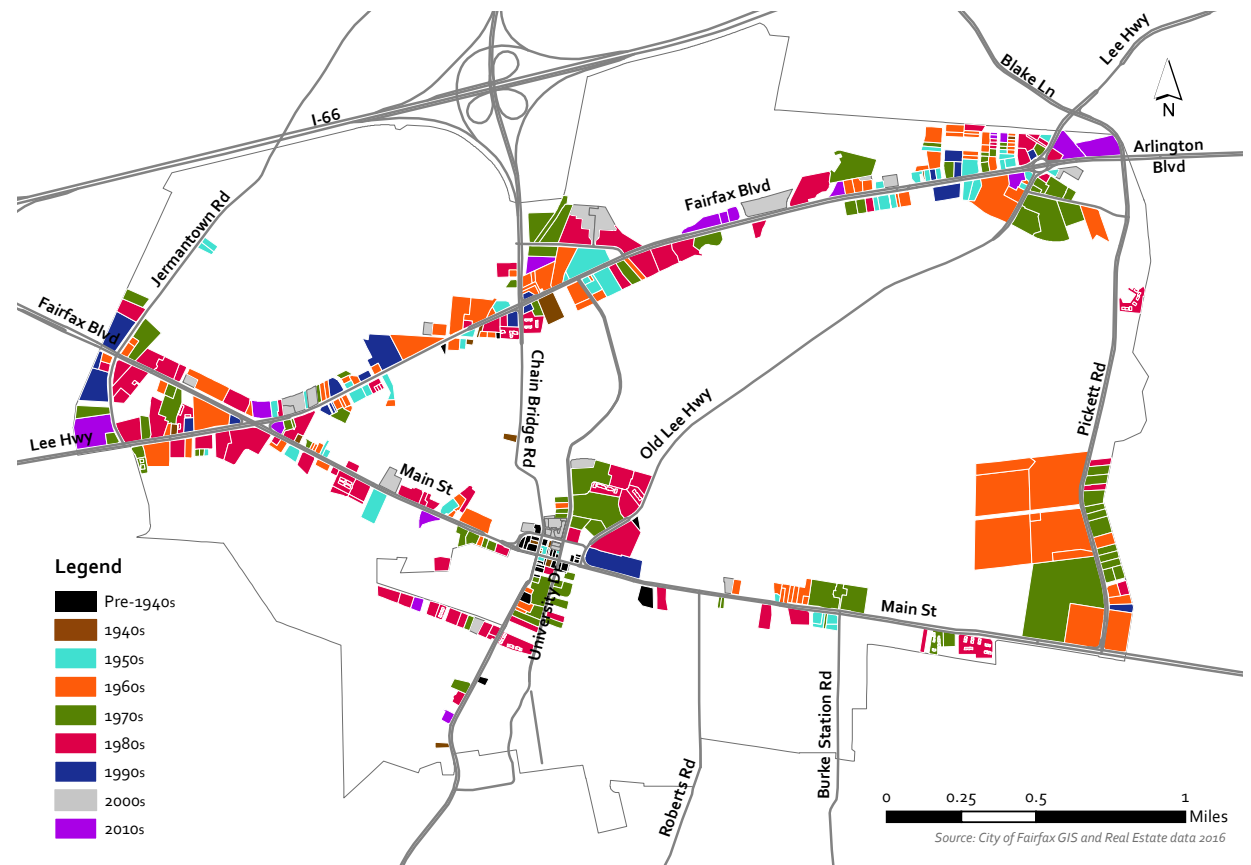 Lee Hwy
Blake Ln
I-66
N
Arlington
Blvd
Jermantown Rd
Fairfax Blvd
Fairfax Blvd
Chain Bridge Rd
Old Lee Hwy
Pickett Rd
Lee Hwy
Main St
University Dr
Main St
Burke Station Rd
Roberts Rd
Legend
Pre-1940s
1940s
1950s
1960s
1970s
1980s
1990s
2000s
2010s
0 0.25 0.5 1
Miles
Source: City of Fairfax GIS and Real Estate data 2016